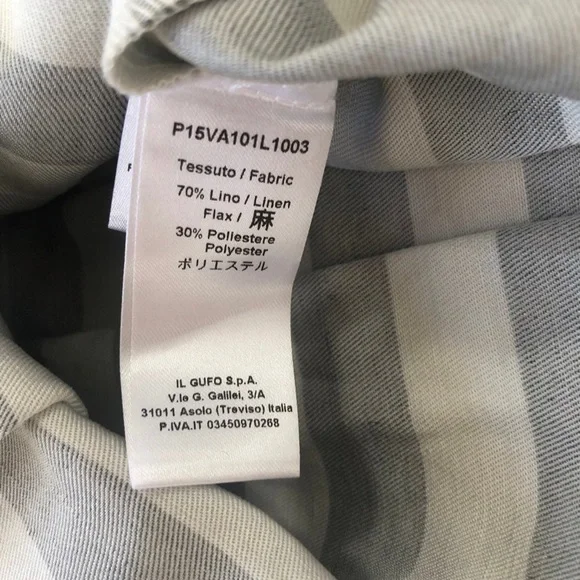 P15VA101L1003
Tessuto / Fabric
70% Lino / Linen
Flax / 麻
30% Poliestere
Polyester
ポリエステル
IL GUFO S.p.A.
V.le G. Galilei, 3/A
31011 Asolo (Treviso) Italia
P.IVA.IT 03450970268